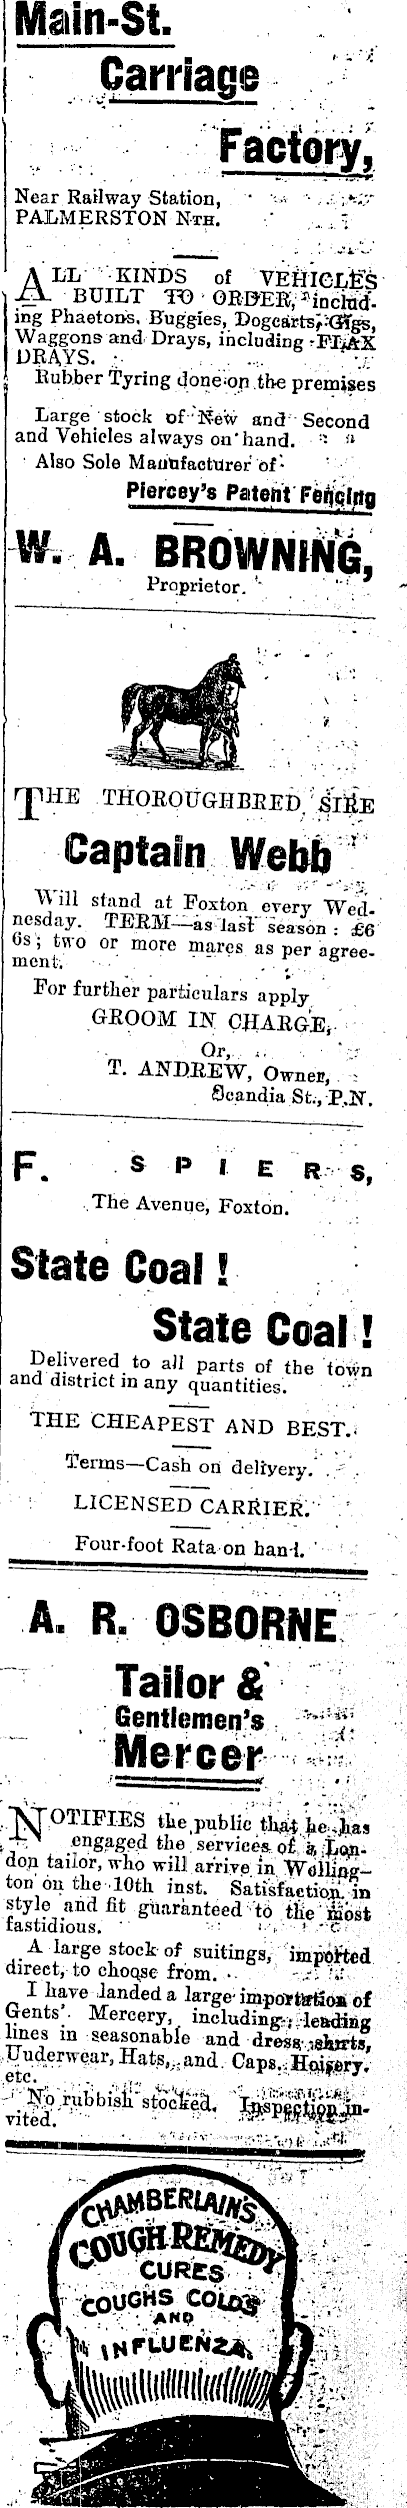 Main-St.
Carriage
Factory,
Near Railway Station,
PALMERSTON NTH.
ALL KINDS of VEHICLES
BUILT TO ORDER, includ-
ing Phaetons, Buggies, Dogcarts, Gigs,
Waggons and Drays, including FLAX
DRAYS.
Rubber Tyring done on the premises
Large stock of New and Second
and Vehicles always on hand.
Also Sole Manufacturer of
Piercey's Patent Fencing
W. A. BROWNING,
Proprietor.
THE THOROUGHBRED SIRE
Captain Webb
Will stand at Foxton every Wed-
nesday. TERM—as last season : £6
6s; two or more mares as per agree-
ment.
For further particulars apply
GROOM IN CHARGE,
Or,
T. ANDREW, Owner,
Scandia St., P.N.
F. SPIERS,
The Avenue, Foxton.
State Coal !
State Coal !
Delivered to all parts of the town
and district in any quantities.
THE CHEAPEST AND BEST.
Terms—Cash on delivery.
LICENSED CARRIER.
Four-foot Rata on hand.
A. R. OSBORNE
Tailor &
Gentlemen's
Mercer
NOTIFIES the public that he has
engaged the services of a Lon-
don tailor, who will arrive in Welling-
ton on the 10th inst. Satisfaction in
style and fit guaranteed to the most
fastidious.
A large stock of suitings, imported
direct, to choose from.
I have landed a large importation of
Gents' Mercery, including leading
lines in seasonable and dress shirts,
Uuderwear, Hats, and Caps. Hoisery.
etc.
No rubbish stocked. Inspection in-
vited.
CHAMBERLAIN'S
COUGH REMEDY
CURES
COUGHS COLDS
AND
INFLUENZA.